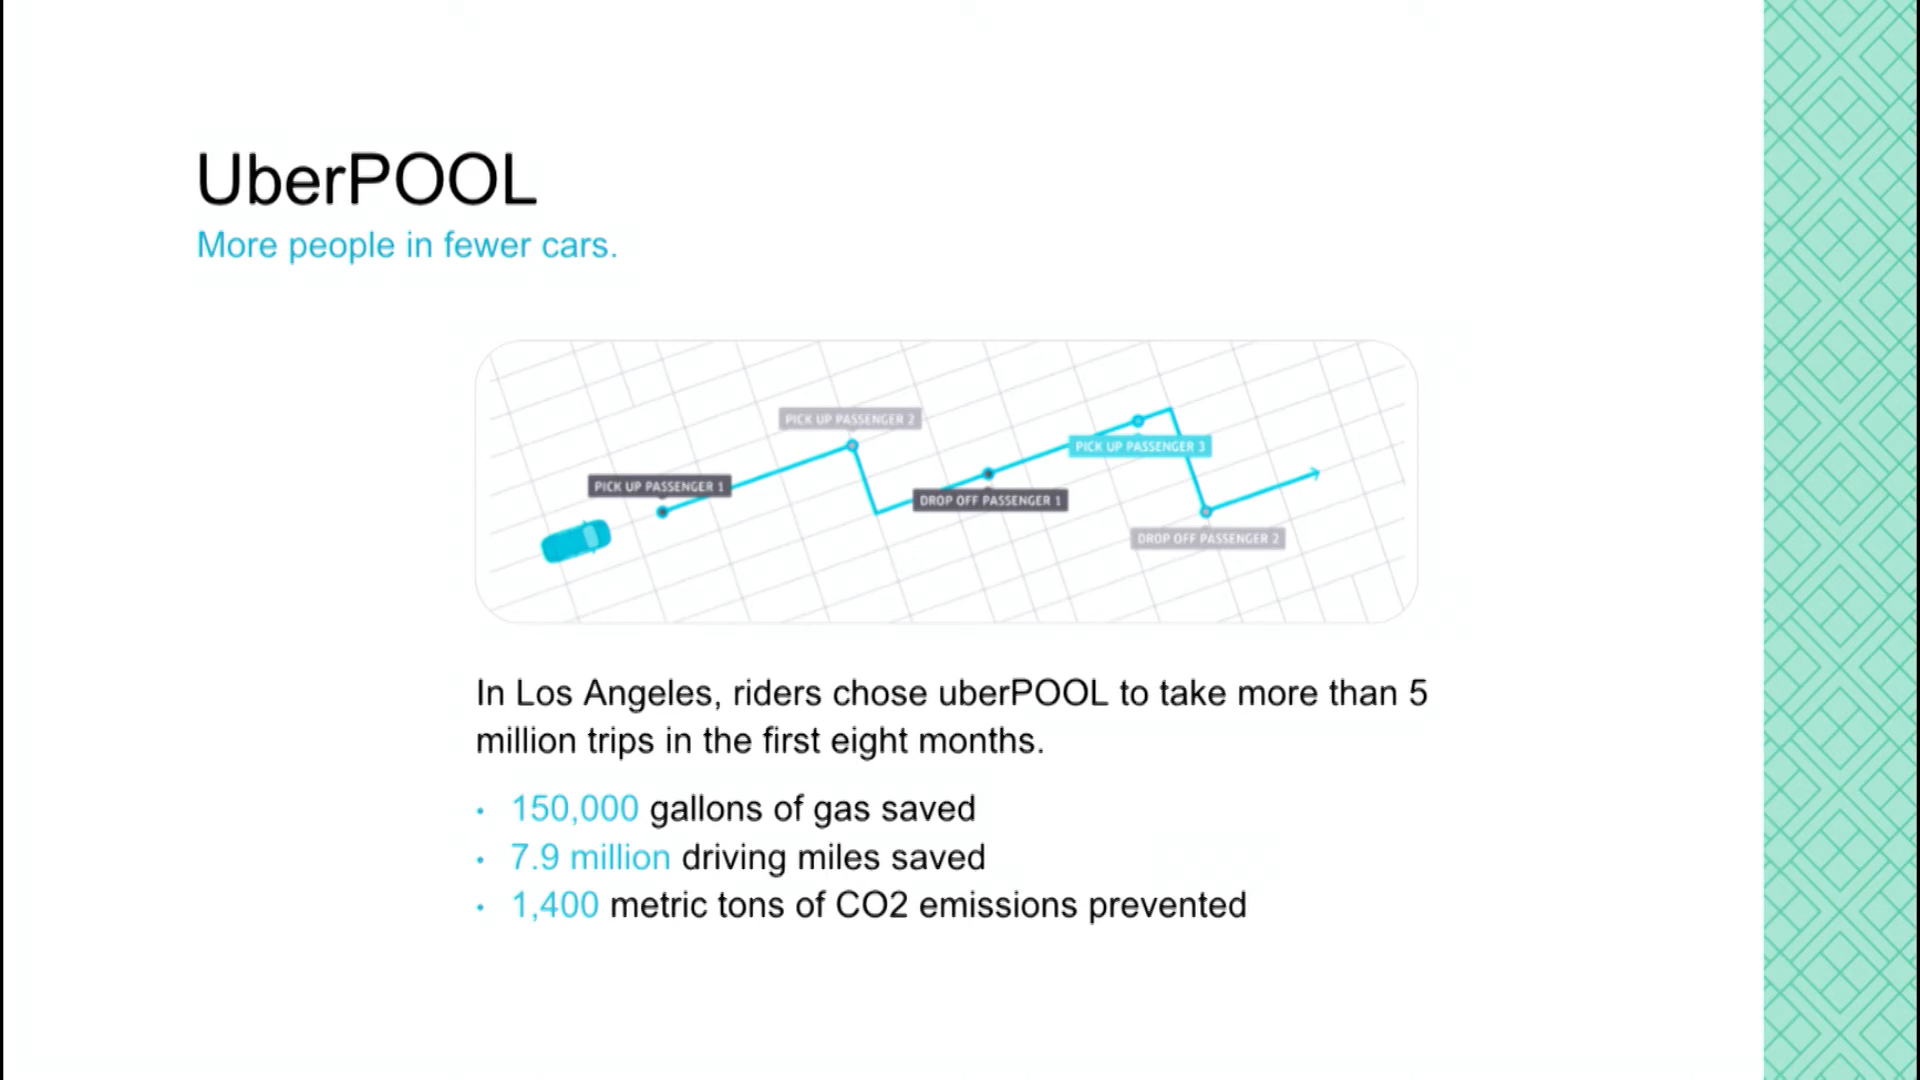 UberPOOL
More people in fewer cars.
PICK UP PASSENGER 1
PICK UP PASSENGER 2
DROP OFF PASSENGER 1
PICK UP PASSENGER 3
DROP OFF PASSENGER 2
In Los Angeles, riders chose uberPOOL to take more than 5
million trips in the first eight months.
• 150,000 gallons of gas saved
• 7.9 million driving miles saved
• 1,400 metric tons of CO2 emissions prevented